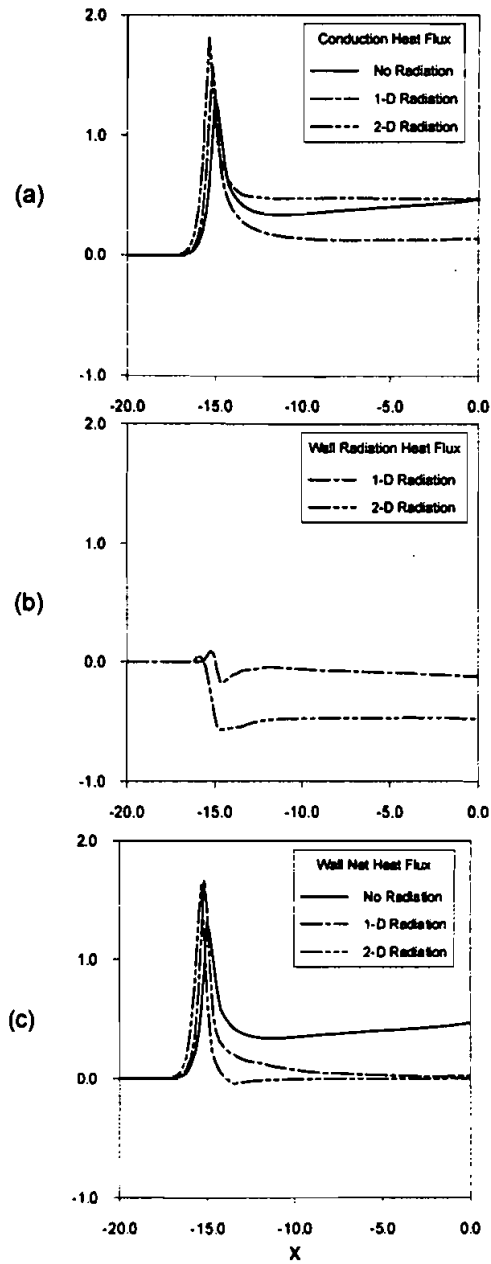 2.0
Conduction Heat Flux
No Radiation
1-D Radiation
2-D Radiation
1.0
(a)
0.0
-1.0
-20.0 -15.0 -10.0 -5.0 0.0
2.0
Wall Radiation Heat Flux
1-D Radiation
2-D Radiation
1.0
(b)
0.0
-1.0
-20.0 -15.0 -10.0 -5.0 0.0
2.0
Wall Net Heat Flux
No Radiation
1-D Radiation
2-D Radiation
1.0
(c)
0.0
-1.0
-20.0 -15.0 -10.0 -5.0 0.0
X